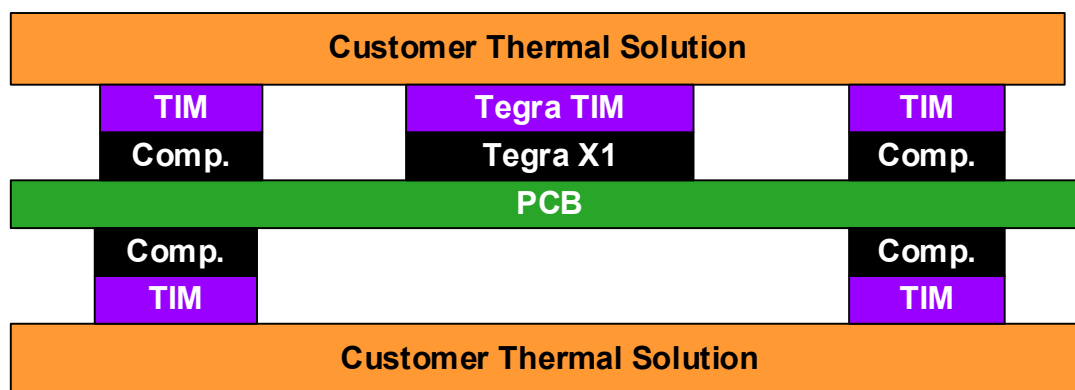 Customer Thermal Solution
TIM Tegra TIM TIM
Comp. Tegra X1 Comp.
PCB
Comp. Comp.
TIM TIM
Customer Thermal Solution